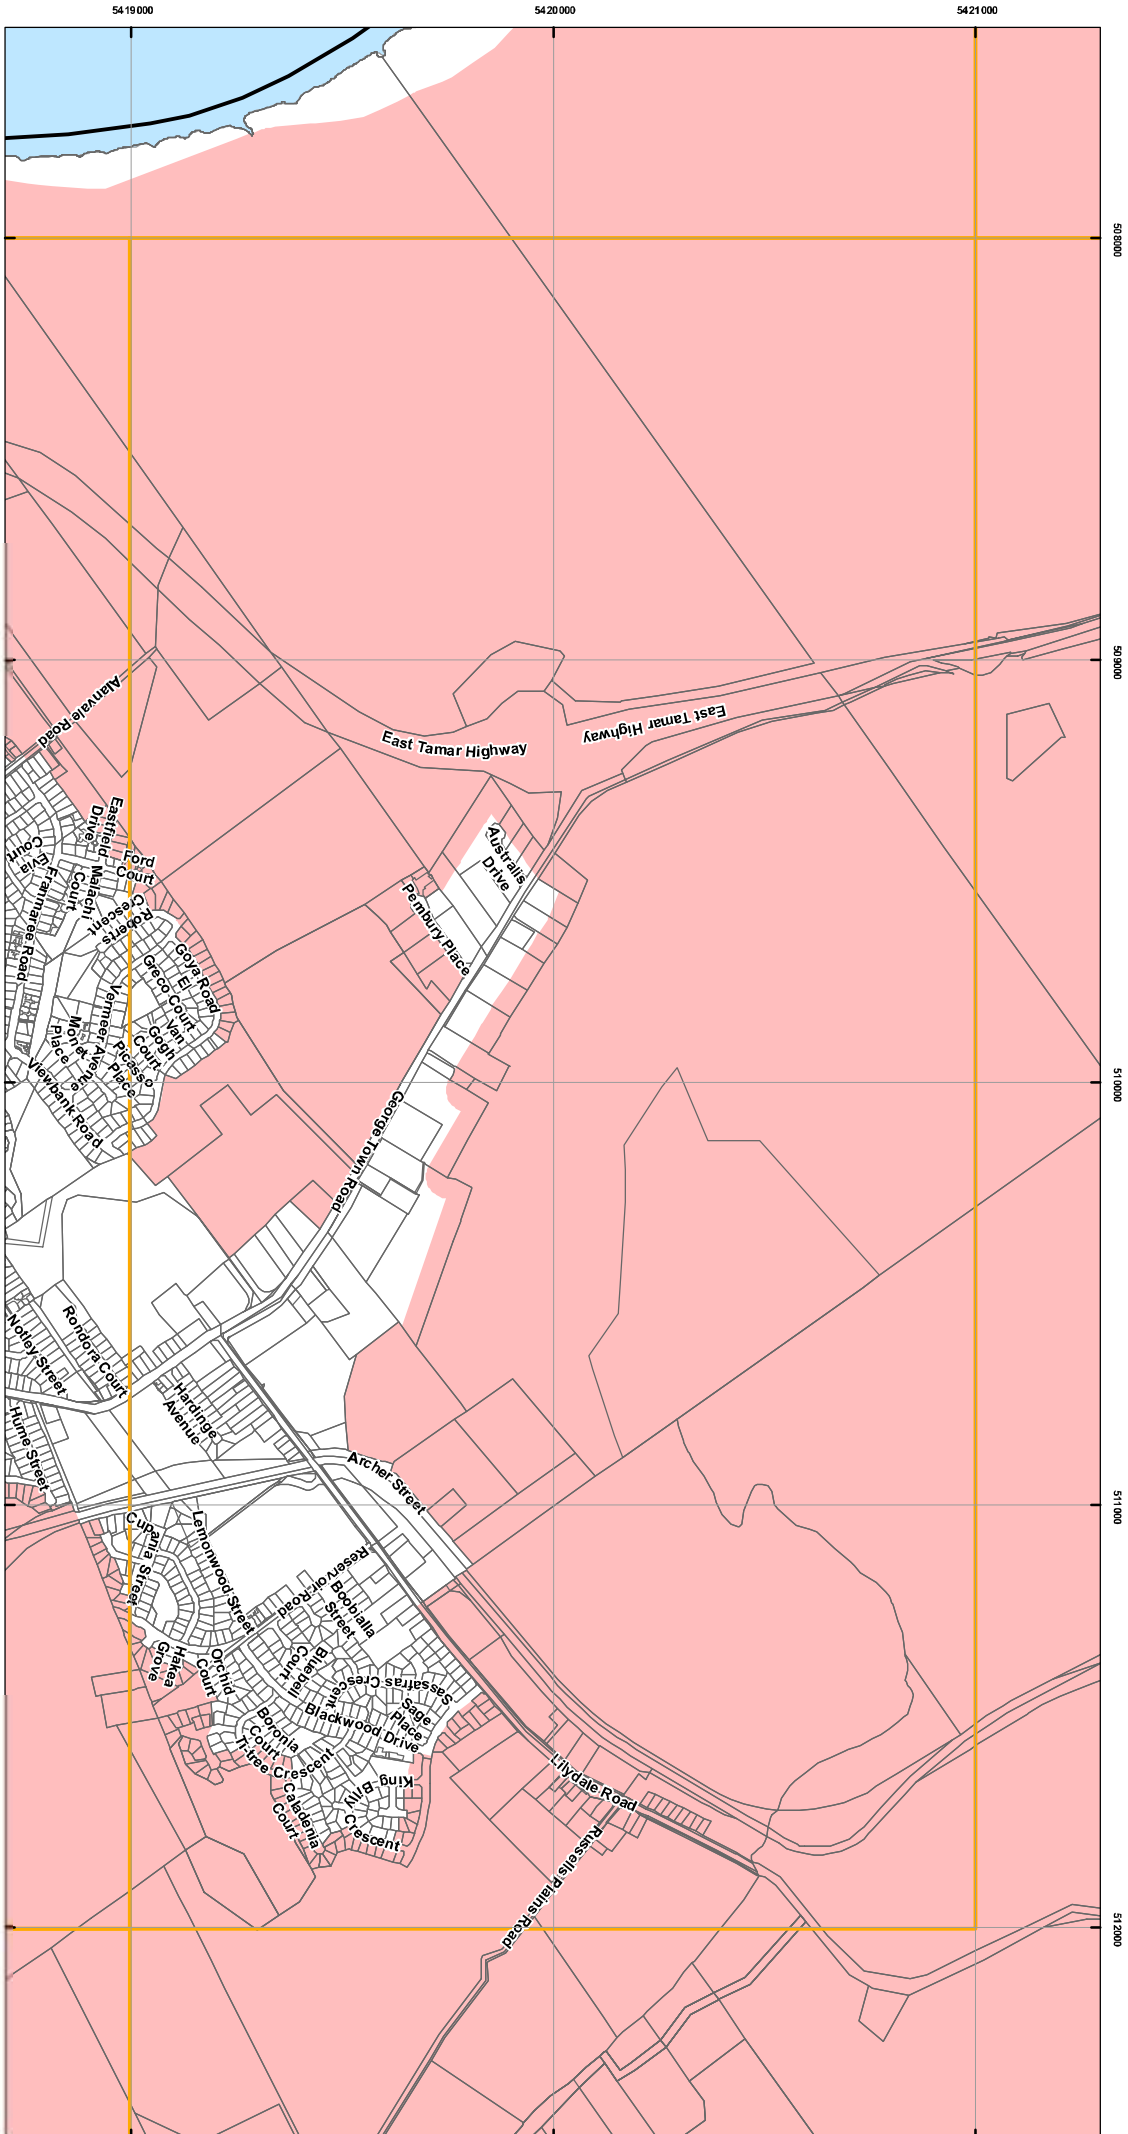 5419000
5420000
5421000
508000
509000
Alanvale Road
East Tamar Highway
East Tamar Highway
Eastfield
Drive
Ford
Court
Australis
Drive
Evia
Court
Malachi
Court
Erammaree Road
Roberts
Crescent
Pembury Place
Goya Road
El
Greco Court
Van
Gogh
Court
Vermeer Avenue
Monet
Place
Picasso
Place
Viewbank Road
510000
George Town Road
Notley Street
Rondora Court
Hardinge
Avenue
Hume Street
Archer Street
511000
Cupania Street
Lemonwood Street
Reservoir Road
Boobialla
Street
Hakea
Grove
Orchid
Court
Bluebell
Court
Sassafras Crescent
Sage
Place
Blackwood Drive
Boronia
Court
Ti-tree Crescent
King Billy
Crescent
Caladenia
Court
Lilydale Road
Russells Plains Road
512000